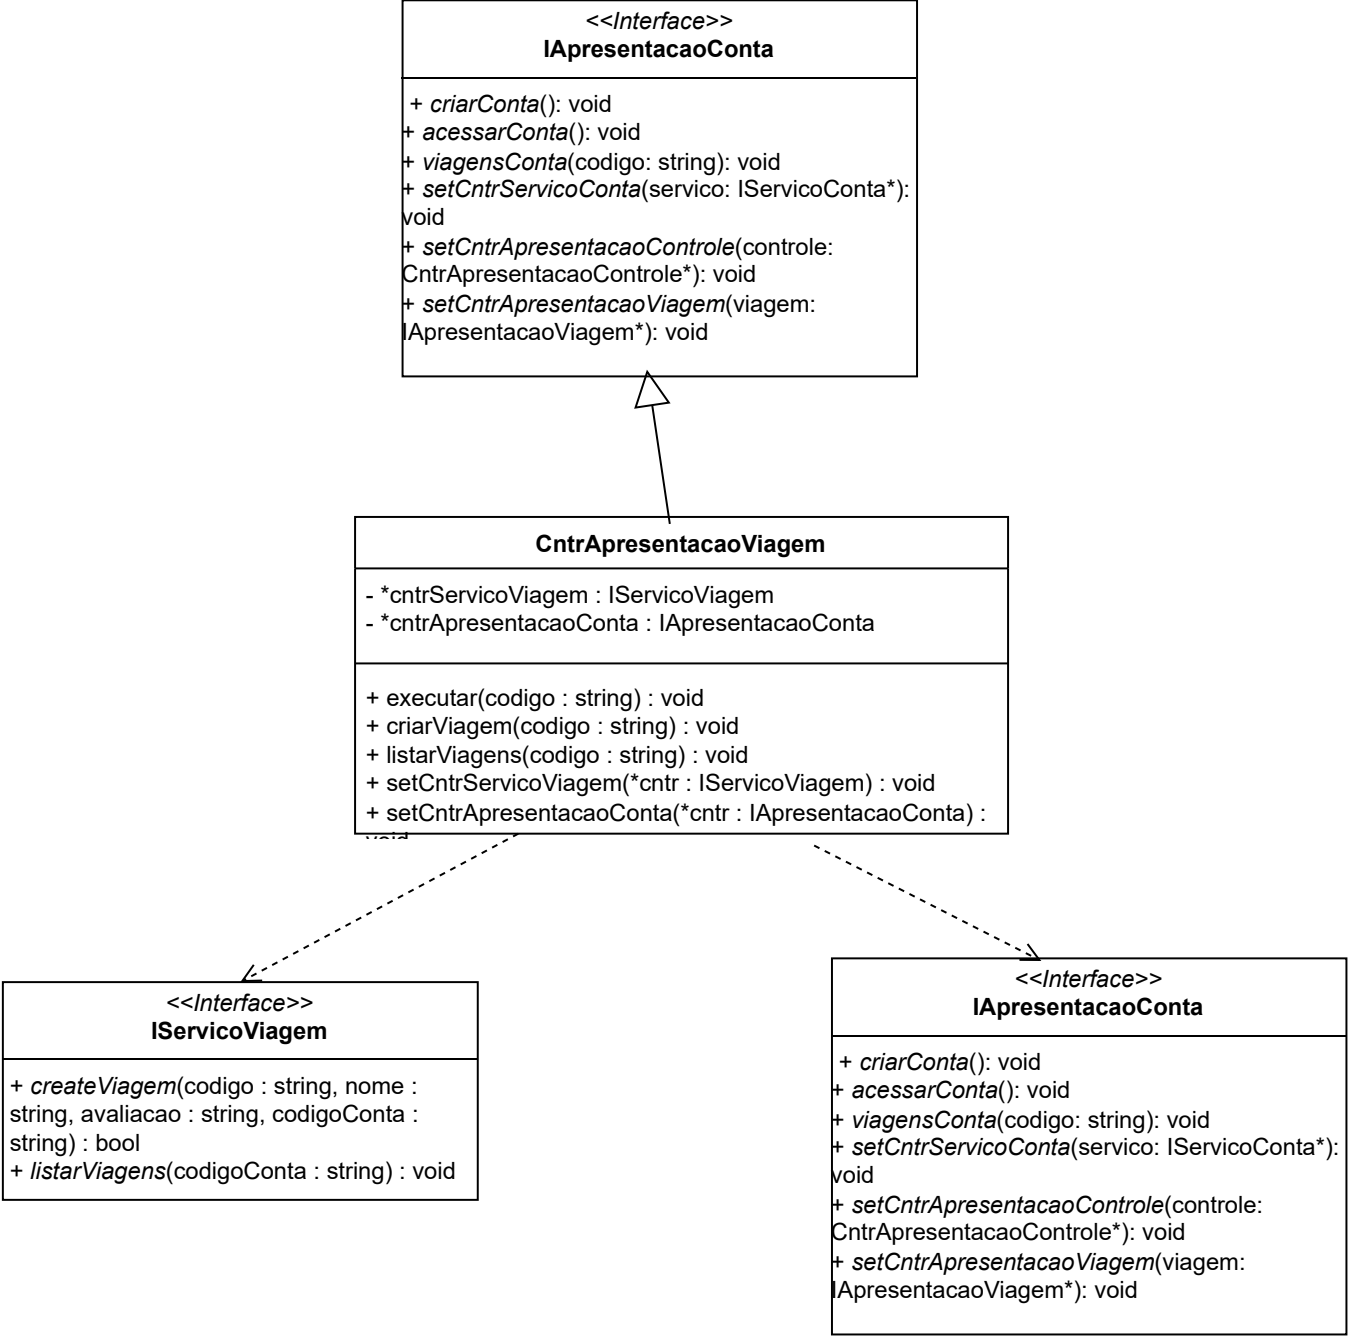 <<Interface>>
IApresentacaoConta
+ criarConta(): void
+ acessarConta(): void
+ viagensConta(codigo: string): void
+ setCntrServicoConta(servico: IServicoConta*):
void
+ setCntrApresentacaoControle(controle:
CntrApresentacaoControle*): void
+ setCntrApresentacaoViagem(viagem:
IApresentacaoViagem*): void
CntrApresentacaoViagem
- *cntrServicoViagem : IServicoViagem
- *cntrApresentacaoConta : IApresentacaoConta
+ executar(codigo : string) : void
+ criarViagem(codigo : string) : void
+ listarViagens(codigo : string) : void
+ setCntrServicoViagem(*cntr : IServicoViagem) : void
+ setCntrApresentacaoConta(*cntr : IApresentacaoConta) :
void
<<Interface>>
IServicoViagem
+ createViagem(codigo : string, nome :
string, avaliacao : string, codigoConta :
string) : bool
+ listarViagens(codigoConta : string) : void
<<Interface>>
IApresentacaoConta
+ criarConta(): void
+ acessarConta(): void
+ viagensConta(codigo: string): void
+ setCntrServicoConta(servico: IServicoConta*):
void
+ setCntrApresentacaoControle(controle:
CntrApresentacaoControle*): void
+ setCntrApresentacaoViagem(viagem:
IApresentacaoViagem*): void